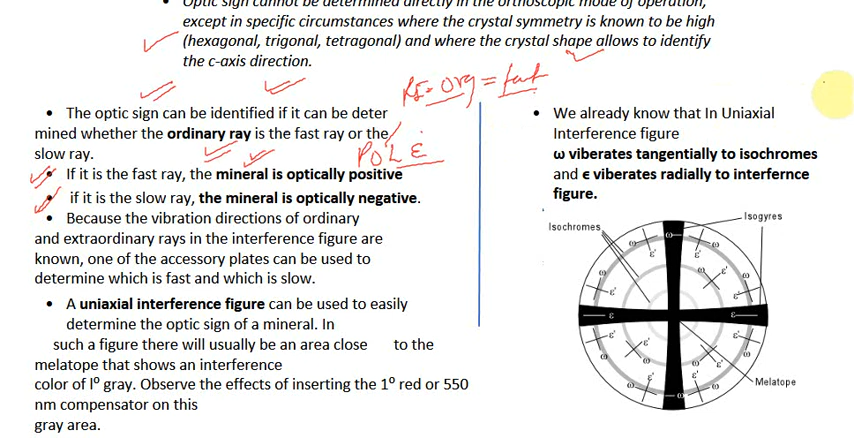 Optic sign cannot be determined directly in the orthoscopic mode of operation,
except in specific circumstances where the crystal symmetry is known to be high
(hexagonal, trigonal, tetragonal) and where the crystal shape allows to identify
the c-axis direction.
= fast
• The optic sign can be identified if it can be deter
mined whether the ordinary ray is the fast ray or the
slow ray.
POLE
• If it is the fast ray, the mineral is optically positive
• if it is the slow ray, the mineral is optically negative.
• Because the vibration directions of ordinary
and extraordinary rays in the interference figure are
known, one of the accessory plates can be used to
determine which is fast and which is slow.
• A uniaxial interference figure can be used to easily
determine the optic sign of a mineral. In
such a figure there will usually be an area close to the
melatope that shows an interference
color of I⁰ gray. Observe the effects of inserting the 1⁰ red or 550
nm compensator on this
gray area.
• We already know that In Uniaxial
Interference figure
ω viberates tangentially to isochromes
and ϵ viberates radially to interfernce
figure.
Isochromes
Isogyres
ω
ω ω
ε' ε'
ω ω ε' ω
ε' ε'
ε ε
ε' ε' ε' ε'
ω ω ω ω
ε' ε'
ω ω ω
Melatope